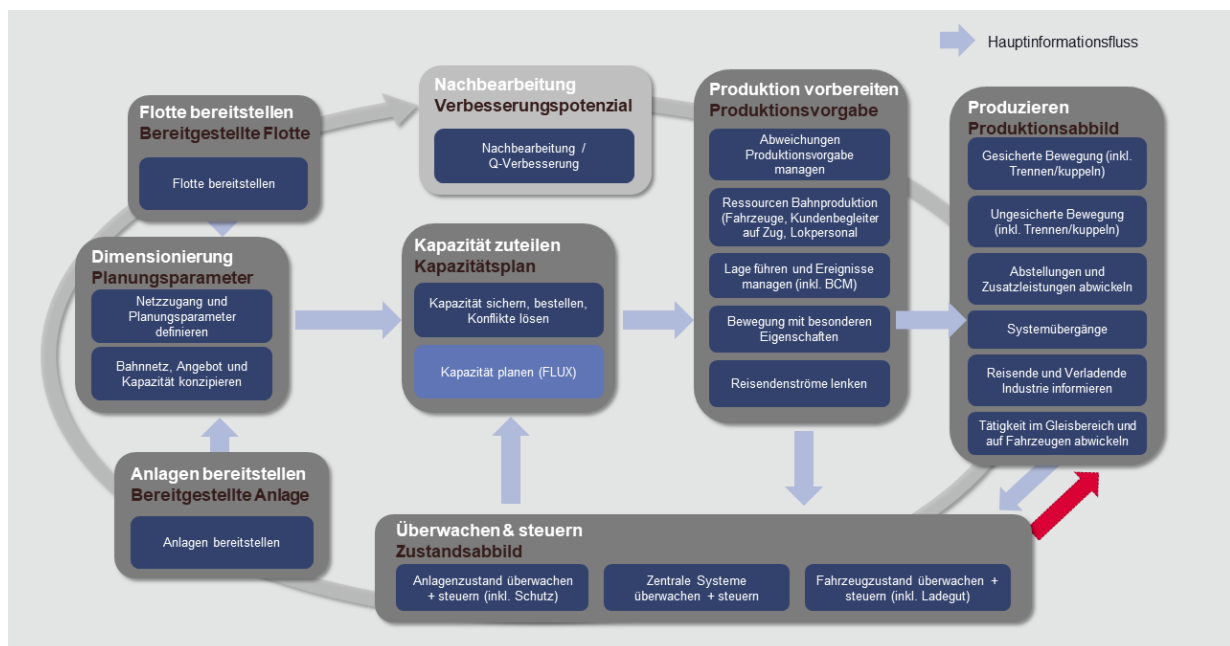 Hauptinformationsfluss
Flotte bereitstellen
Bereitgestellte Flotte
Flotte bereitstellen
Nachbearbeitung
Verbesserungspotenzial
Nachbearbeitung /
Q-Verbesserung
Produktion vorbereiten
Produktionsvorgabe
Abweichungen
Produktionsvorgabe
managen
Ressourcen Bahnproduktion
(Fahrzeuge, Kundenbegleiter
auf Zug, Lokpersonal
Lage führen und Ereignisse
managen (inkl. BCM)
Bewegung mit besonderen
Eigenschaften
Reisendenströme lenken
Produzieren
Produktionsabbild
Gesicherte Bewegung (inkl.
Trennen/kuppeln)
Ungesicherte Bewegung
(inkl. Trennen/kuppeln)
Abstellungen und
Zusatzleistungen abwickeln
Systemübergänge
Reisende und Verladende
Industrie informieren
Tätigkeit im Gleisbereich und
auf Fahrzeugen abwickeln
Dimensionierung
Planungsparameter
Netzzugang und
Planungsparameter
definieren
Bahnnetz, Angebot und
Kapazität konzipieren
Kapazität zuteilen
Kapazitätsplan
Kapazität sichern, bestellen,
Konflikte lösen
Kapazität planen (FLUX)
Anlagen bereitstellen
Bereitgestellte Anlage
Anlagen bereitstellen
Überwachen & steuern
Zustandsabbild
Anlagenzustand überwachen
+ steuern (inkl. Schutz)
Zentrale Systeme
überwachen + steuern
Fahrzeugzustand überwachen +
steuern (inkl. Ladegut)